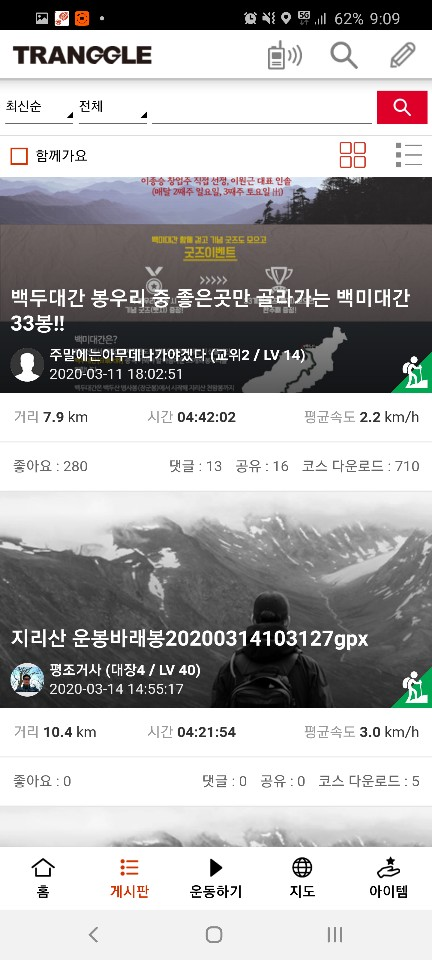 62% 9:09
TRANGGLE
최신순 전체
함께가요
이종승 창업주 직접 선정, 이원근 대표 인솔
(매달 2째주 일요일, 3째주 토요일 出)
백미대간 함께 걷고 기념 굿즈도 모으고
굿즈이벤트
백두대간 봉우리 중 좋은곳만 골라가는 백미대간
33봉!!
백미대간은?
주말에는아무데나가야겠다 (교위2 / LV 14)
2020-03-11 18:02:51
거리 7.9 km 시간 04:42:02 평균속도 2.2 km/h
좋아요 : 280 댓글 : 13 공유 : 16 코스 다운로드 : 710
지리산 운봉바래봉20200314103127gpx
평조거사 (대장4 / LV 40)
2020-03-14 14:55:17
거리 10.4 km 시간 04:21:54 평균속도 3.0 km/h
좋아요 : 0 댓글 : 0 공유 : 0 코스 다운로드 : 5
홈 게시판 운동하기 지도 아이템